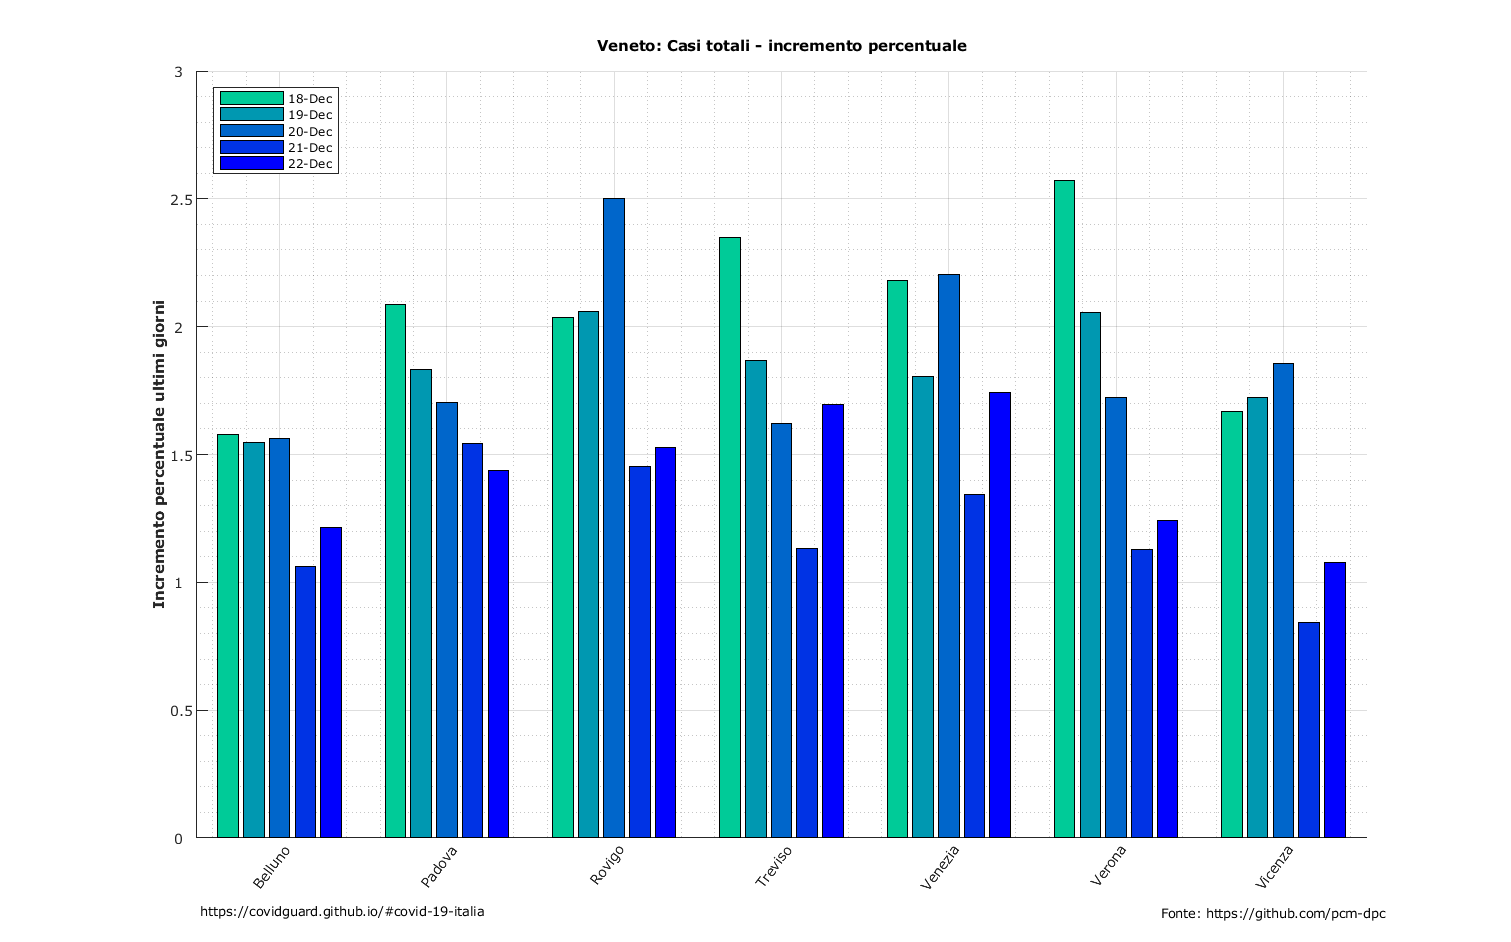 Veneto: Casi totali - incremento percentuale
3
2.5
2
1.5
1
0.5
0
Incremento percentuale ultimi giorni
18-Dec
19-Dec
20-Dec
21-Dec
22-Dec
Belluno
Padova
Rovigo
Treviso
Venezia
Verona
Vicenza
https://covidguard.github.io/#covid-19-italia
Fonte: https://github.com/pcm-dpc